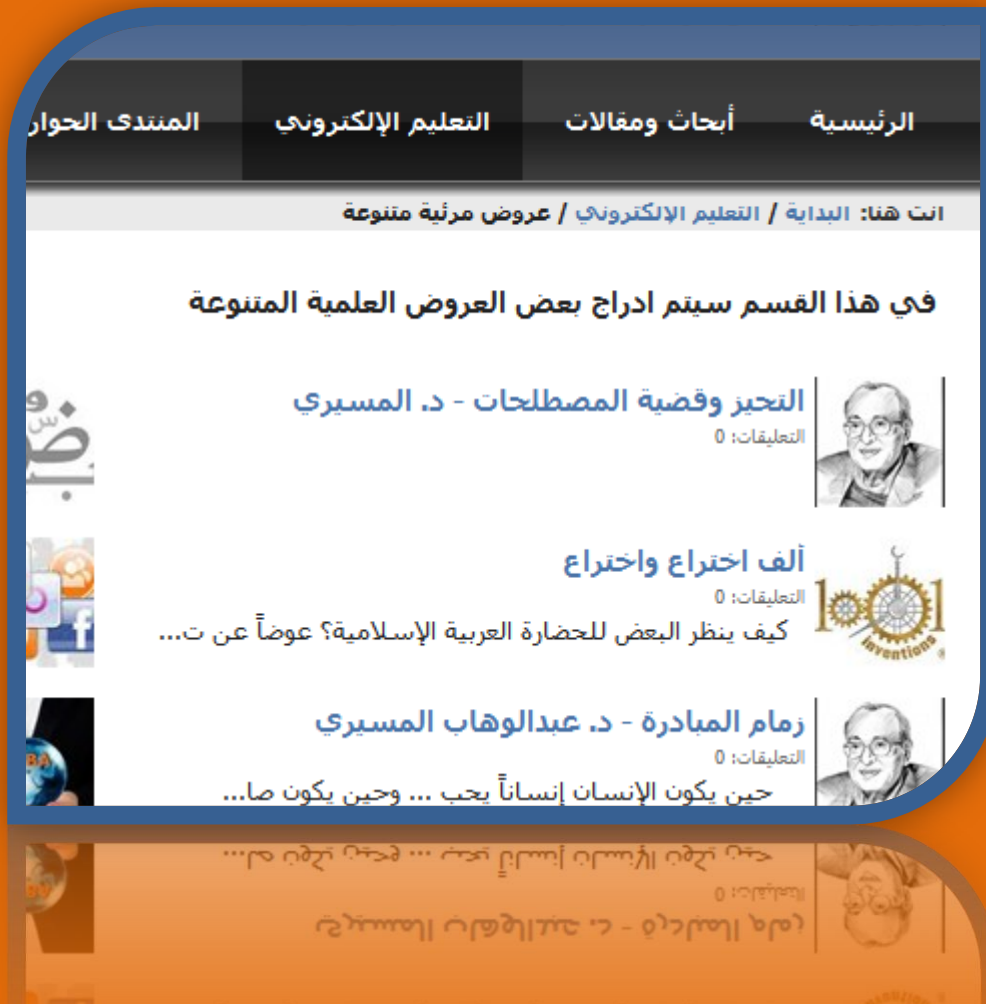 الرئيسية أبحاث ومقالات التعليم الإلكتروني المنتدى الحوار
انت هنا: البداية / التعليم الإلكتروني / عروض مرئية متنوعة
في هذا القسم سيتم ادراج بعض العروض العلمية المتنوعة
التحيز وقضية المصطلحات - د. المسيري
التعليقات: 0
ألف اختراع واختراع
التعليقات: 0
كيف ينظر البعض للحضارة العربية الإسلامية؟ عوضاً عن ت...
1001
inventions
زمام المبادرة - د. عبدالوهاب المسيري
التعليقات: 0
حين يكون الإنسان إنساناً يحب ... وحين يكون صا...